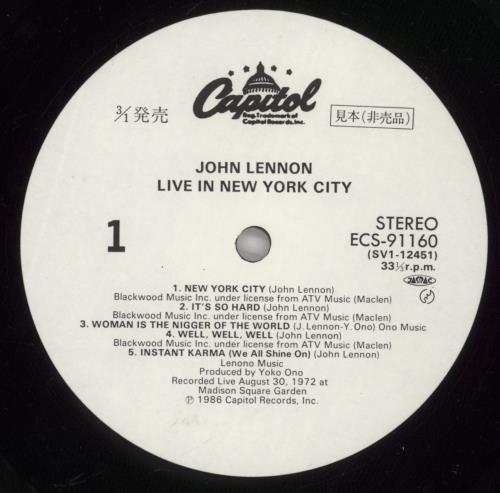 Capitol
Reg. Trademark of
Capitol Records, Inc.
3/1 発売
見本(非売品)
JOHN LENNON
LIVE IN NEW YORK CITY
1
STEREO
ECS-91160
(SV1-12451)
33⅓r.p.m.
JASRAC
1. NEW YORK CITY (John Lennon)
Blackwood Music Inc. under license from ATV Music (Maclen)
2. IT'S SO HARD (John Lennon)
Blackwood Music Inc. under license from ATV Music (Maclen)
3. WOMAN IS THE NIGGER OF THE WORLD (J. Lennon-Y. Ono) Ono Music
4. WELL, WELL, WELL (John Lennon)
Blackwood Music Inc. under license from ATV Music (Maclen)
5. INSTANT KARMA (We All Shine On) (John Lennon)
Lenono Music
Produced by Yoko Ono
Recorded Live August 30, 1972 at
Madison Square Garden
℗ 1986 Capitol Records, Inc.